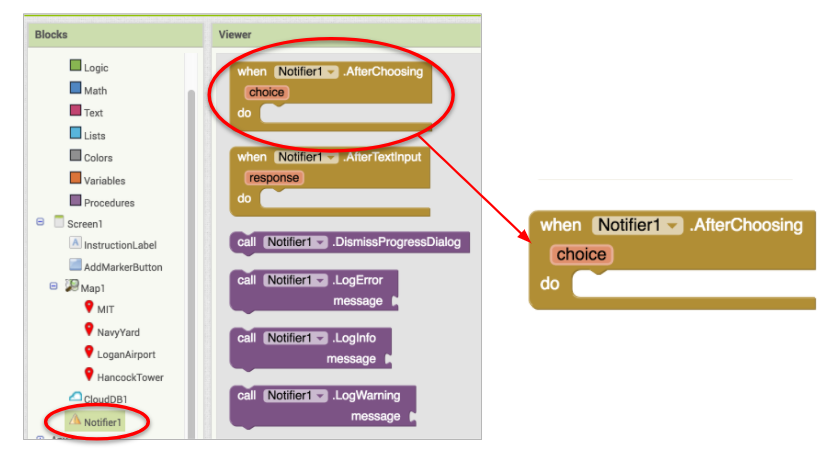 Blocks
Viewer
Logic
Math
Text
Lists
Colors
Variables
Procedures
Screen1
InstructionLabel
AddMarkerButton
Map1
MIT
NavyYard
LoganAirport
HancockTower
CloudDB1
Notifier1
when Notifier1 .AfterChoosing
choice
do
when Notifier1 .AfterTextInput
response
do
call Notifier1 .DismissProgressDialog
call Notifier1 .LogError
message
call Notifier1 .LogInfo
message
call Notifier1 .LogWarning
message
when Notifier1 .AfterChoosing
choice
do